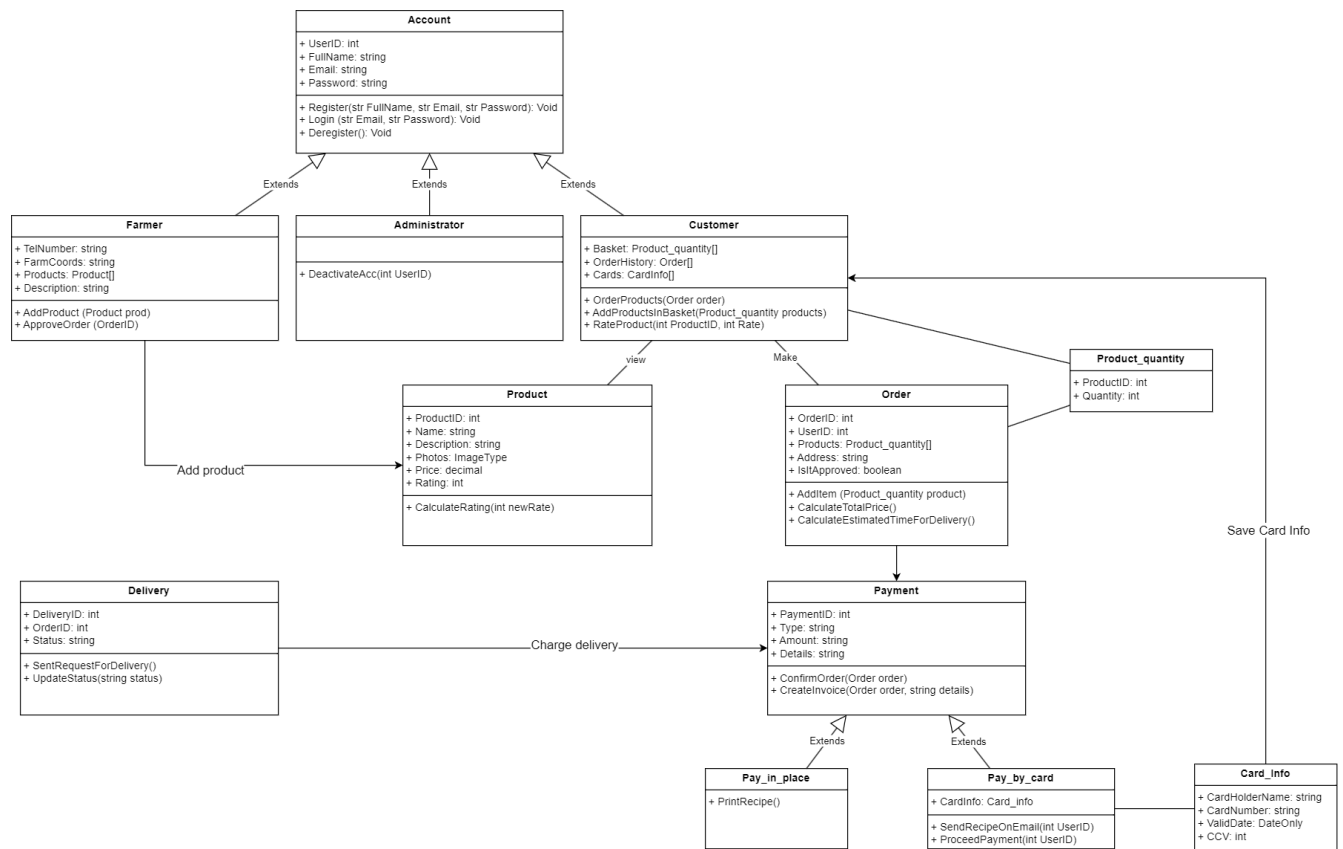 Account
+ UserID: int
+ FullName: string
+ Email: string
+ Password: string
+ Register(str FullName, str Email, str Password): Void
+ Login (str Email, str Password): Void
+ Deregister(): Void
Extends
Extends
Extends
Farmer
+ TelNumber: string
+ FarmCoords: string
+ Products: Product[]
+ Description: string
+ AddProduct (Product prod)
+ ApproveOrder (OrderID)
Administrator
+ DeactivateAcc(int UserID)
Customer
+ Basket: Product_quantity[]
+ OrderHistory: Order[]
+ Cards: CardInfo[]
+ OrderProducts(Order order)
+ AddProductsInBasket(Product_quantity products)
+ RateProduct(int ProductID, int Rate)
view
Make
Product_quantity
+ ProductID: int
+ Quantity: int
Product
+ ProductID: int
+ Name: string
+ Description: string
+ Photos: ImageType
+ Price: decimal
+ Rating: int
+ CalculateRating(int newRate)
Order
+ OrderID: int
+ UserID: int
+ Products: Product_quantity[]
+ Address: string
+ IsItApproved: boolean
+ AddItem (Product_quantity product)
+ CalculateTotalPrice()
+ CalculateEstimatedTimeForDelivery()
Add product
Save Card Info
Delivery
+ DeliveryID: int
+ OrderID: int
+ Status: string
+ SentRequestForDelivery()
+ UpdateStatus(string status)
Charge delivery
Payment
+ PaymentID: int
+ Type: string
+ Amount: string
+ Details: string
+ ConfirmOrder(Order order)
+ CreateInvoice(Order order, string details)
Extends
Extends
Pay_in_place
+ PrintRecipe()
Pay_by_card
+ CardInfo: Card_info
+ SendRecipeOnEmail(int UserID)
+ ProceedPayment(int UserID)
Card_Info
+ CardHolderName: string
+ CardNumber: string
+ ValidDate: DateOnly
+ CCV: int